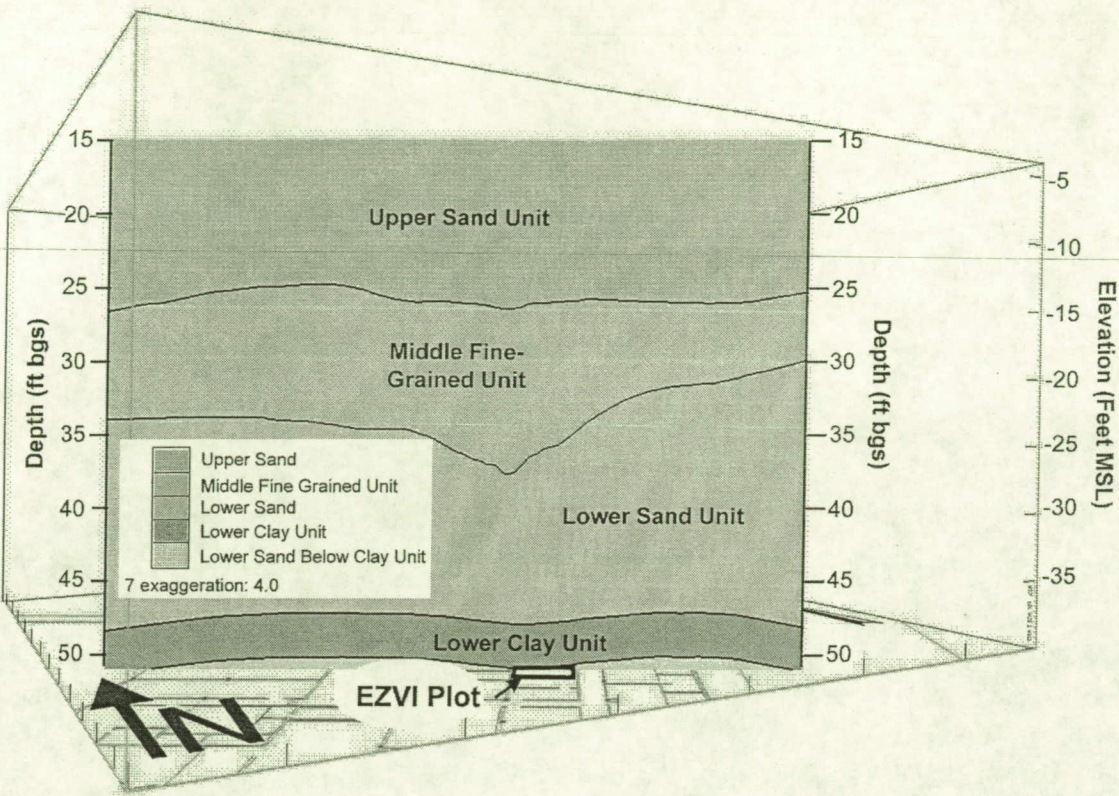 15
20
25
30
35
40
45
50
Depth (ft bgs)
Upper Sand Unit
Middle Fine-
Grained Unit
Lower Sand Unit
Lower Clay Unit
EZVI Plot
N
Upper Sand
Middle Fine Grained Unit
Lower Sand
Lower Clay Unit
Lower Sand Below Clay Unit
7 exaggeration: 4.0
15
20
25
30
35
40
45
50
Depth (ft bgs)
-5
-10
-15
-20
-25
-30
-35
Elevation (Feet MSL)